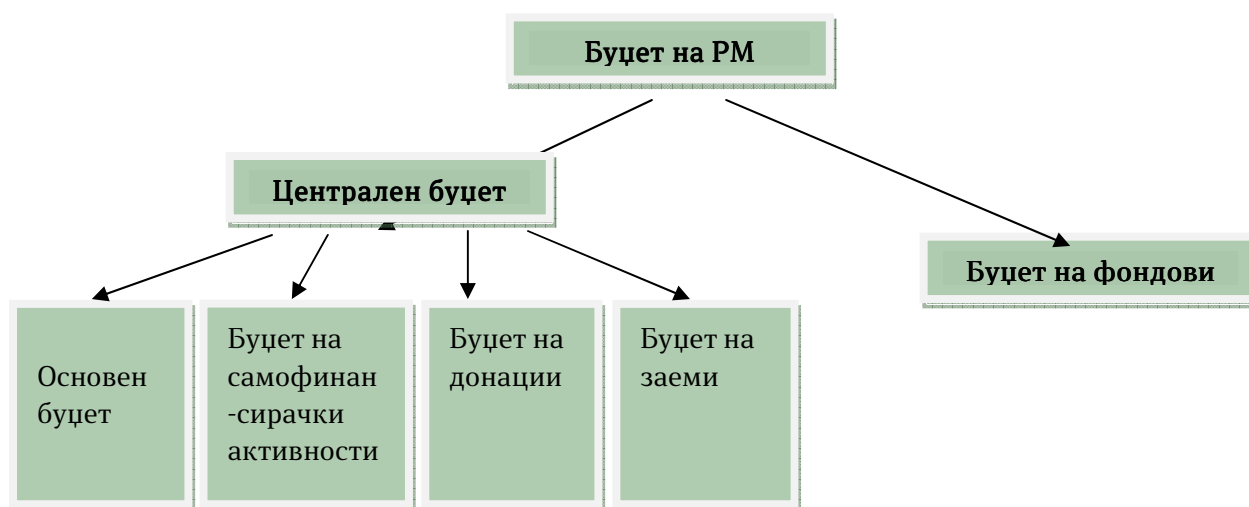 Буџет на РМ
Централен буџет
Буџет на фондови
Основен
буџет
Буџет на
самофинан
-сирачки
активности
Буџет на
донации
Буџет на
заеми